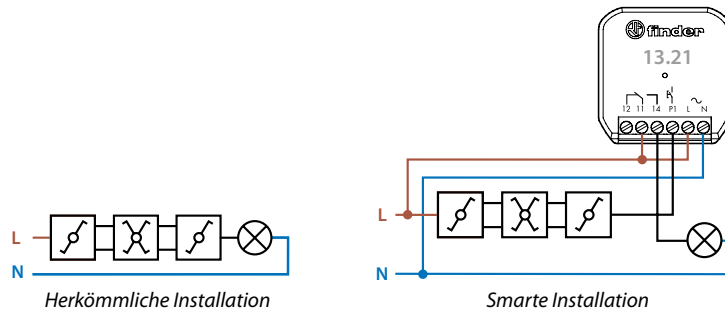 finder
13.21
12 11 14 P1 L N
L
N
Herkömmliche Installation
L
N
Smarte Installation